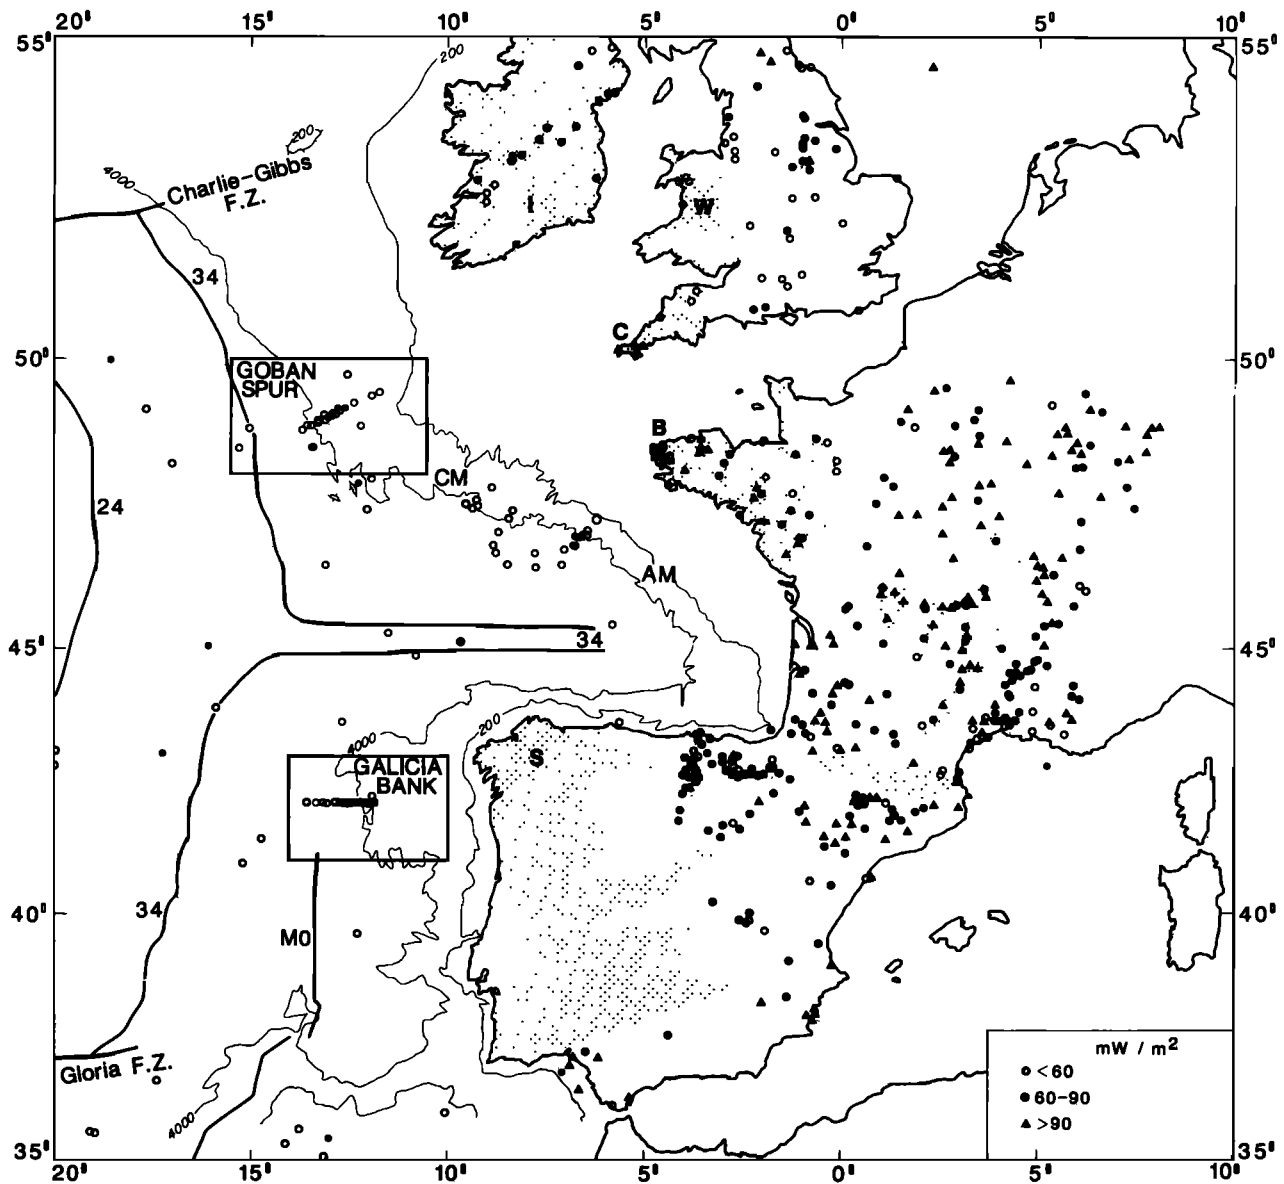 20° 15° 10° 5° 0° 5° 10°
55° 55°
200
200
4000
Charlie-Gibbs
F.Z.
I
W
34
C
50° 50°
GOBAN
SPUR
B
CM
24
AM
34
45° 45°
200
4000
S
GALICIA
BANK
34
40° 40°
M0
mW / m²
Gloria F.Z.
<60
60-90
4000
>90
35° 35°
20° 15° 10° 5° 0° 5° 10°